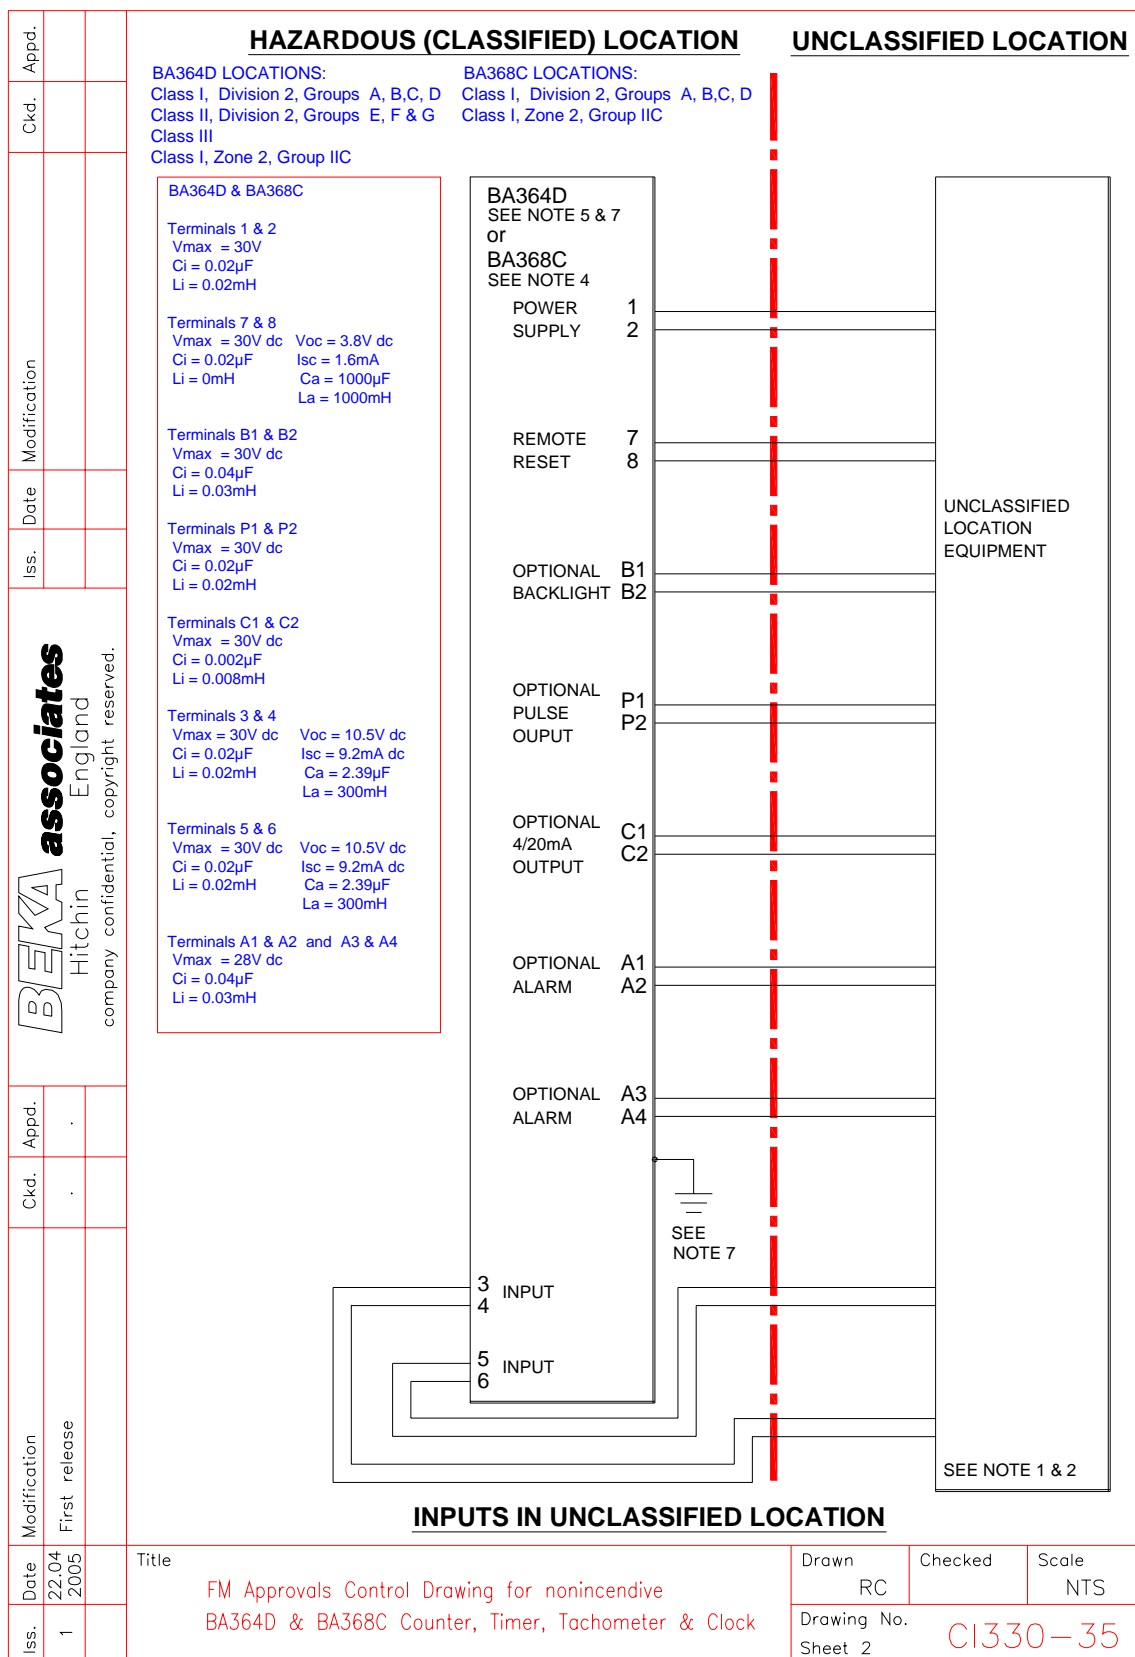 HAZARDOUS (CLASSIFIED) LOCATION
UNCLASSIFIED LOCATION
BA364D LOCATIONS:
Class I, Division 2, Groups A, B,C, D
Class II, Division 2, Groups E, F & G
Class III
Class I, Zone 2, Group IIC
BA368C LOCATIONS:
Class I, Division 2, Groups A, B,C, D
Class I, Zone 2, Group IIC
BA364D & BA368C
Terminals 1 & 2
Vmax = 30V
Ci = 0.02µF
Li = 0.02mH
Terminals 7 & 8
Vmax = 30V dc Voc = 3.8V dc
Ci = 0.02µF Isc = 1.6mA
Li = 0mH Ca = 1000µF
La = 1000mH
Terminals B1 & B2
Vmax = 30V dc
Ci = 0.04µF
Li = 0.03mH
Terminals P1 & P2
Vmax = 30V dc
Ci = 0.02µF
Li = 0.02mH
Terminals C1 & C2
Vmax = 30V dc
Ci = 0.002µF
Li = 0.008mH
Terminals 3 & 4
Vmax = 30V dc Voc = 10.5V dc
Ci = 0.02µF Isc = 9.2mA dc
Li = 0.02mH Ca = 2.39µF
La = 300mH
Terminals 5 & 6
Vmax = 30V dc Voc = 10.5V dc
Ci = 0.02µF Isc = 9.2mA dc
Li = 0.02mH Ca = 2.39µF
La = 300mH
Terminals A1 & A2 and A3 & A4
Vmax = 28V dc
Ci = 0.04µF
Li = 0.03mH
BA364D
SEE NOTE 5 & 7
or
BA368C
SEE NOTE 4
POWER 1
SUPPLY 2
REMOTE 7
RESET 8
OPTIONAL B1
BACKLIGHT B2
OPTIONAL
PULSE P1
OUPUT P2
OPTIONAL
4/20mA C1
OUTPUT C2
OPTIONAL A1
ALARM A2
OPTIONAL A3
ALARM A4
SEE
NOTE 7
3
INPUT
4
5
INPUT
6
UNCLASSIFIED
LOCATION
EQUIPMENT
SEE NOTE 1 & 2
INPUTS IN UNCLASSIFIED LOCATION
Iss. Date Modification Ckd. Appd.
BEKA associates
Hitchin England
company confidential, copyright reserved.
Iss. Date Modification Ckd. Appd.
1 22.04 2005 First release . .
Title
FM Approvals Control Drawing for nonincendive
BA364D & BA368C Counter, Timer, Tachometer & Clock
Drawn
RC
Checked
Scale
NTS
Drawing No.
Sheet 2
CI330-35